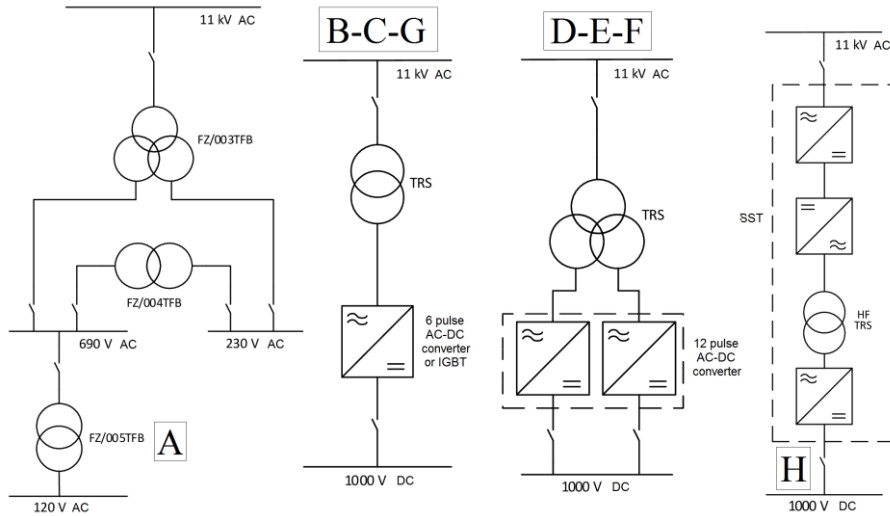 11 kV AC
FZ/003TFB
FZ/004TFB
690 V AC
230 V AC
FZ/005TFB
A
120 V AC
B-C-G
11 kV AC
TRS
6 pulse
AC-DC
converter
or IGBT
1000 V DC
D-E-F
11 kV AC
TRS
12 pulse
AC-DC
converter
1000 V DC
11 kV AC
SST
HF
TRS
H
1000 V DC